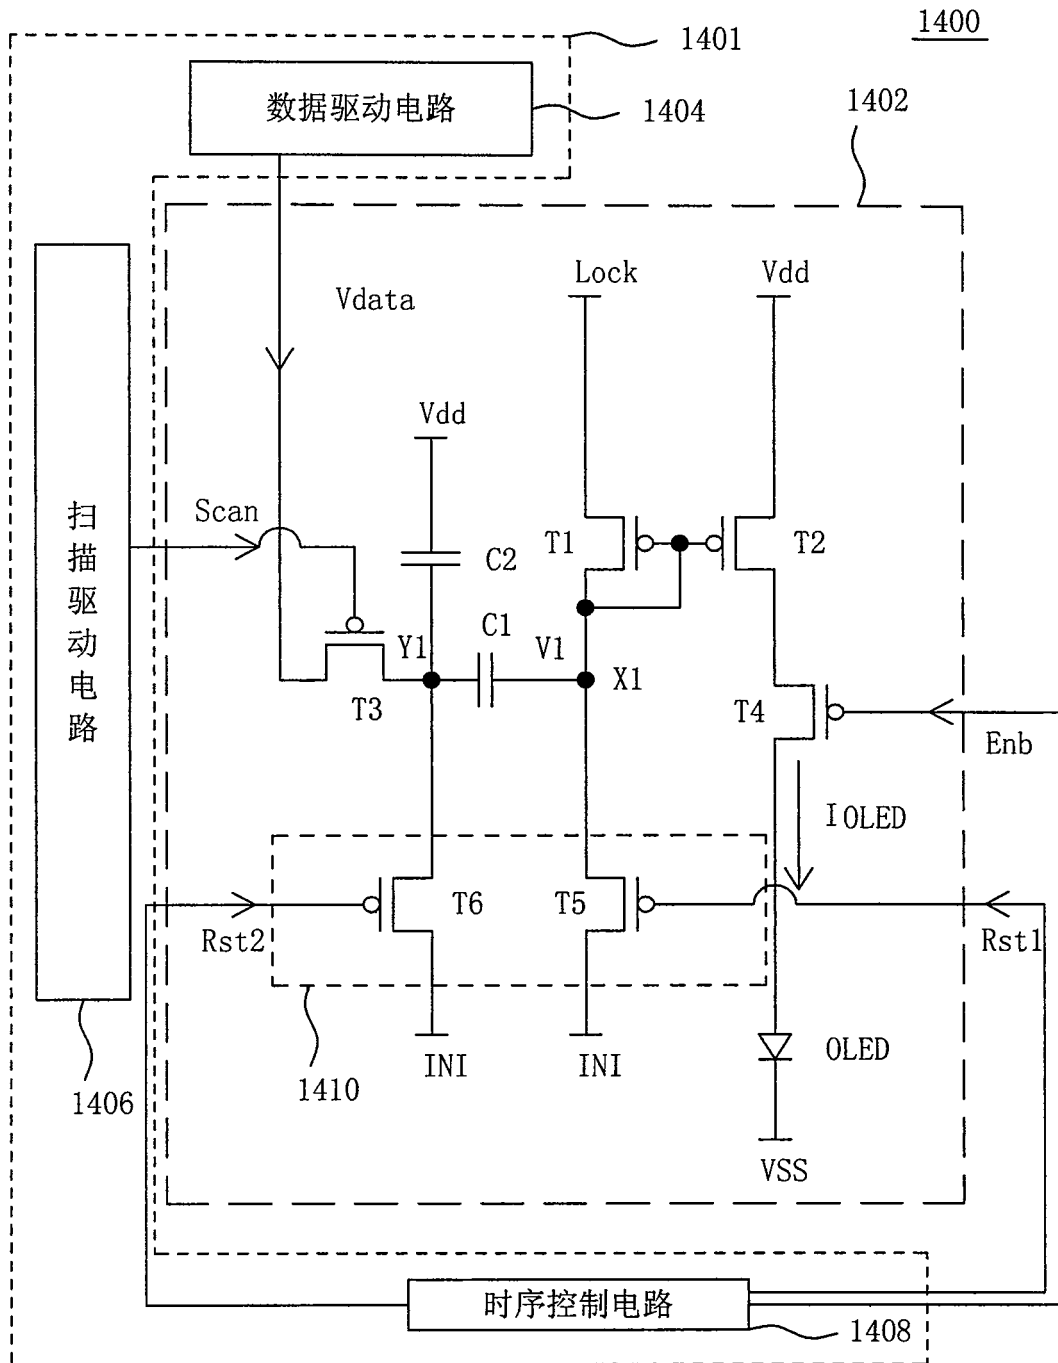 1400
1401
数据驱动电路
1404
1402
Vdata
Lock
Vdd
Vdd
Scan
扫描驱动电路
C2
T1
T2
C1
Y1
V1
X1
T3
T4
Enb
IOLED
T6
T5
Rst2
Rst1
INI
INI
OLED
1406
1410
VSS
时序控制电路
1408